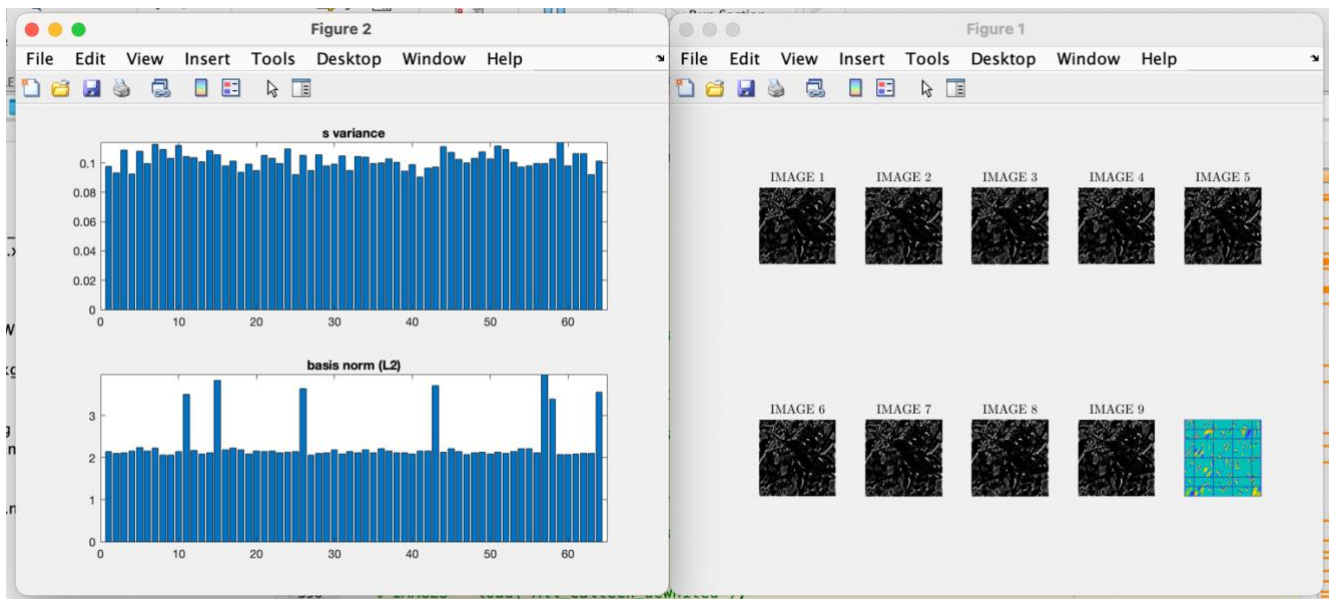 Run Section
Figure 2
File Edit View Insert Tools Desktop Window Help
s variance
0.1
0.08
0.06
0.04
0.02
0
0 10 20 30 40 50 60
basis norm (L2)
3
2
1
0
0 10 20 30 40 50 60
Figure 1
File Edit View Insert Tools Desktop Window Help
IMAGE 1 IMAGE 2 IMAGE 3 IMAGE 4 IMAGE 5
IMAGE 6 IMAGE 7 IMAGE 8 IMAGE 9